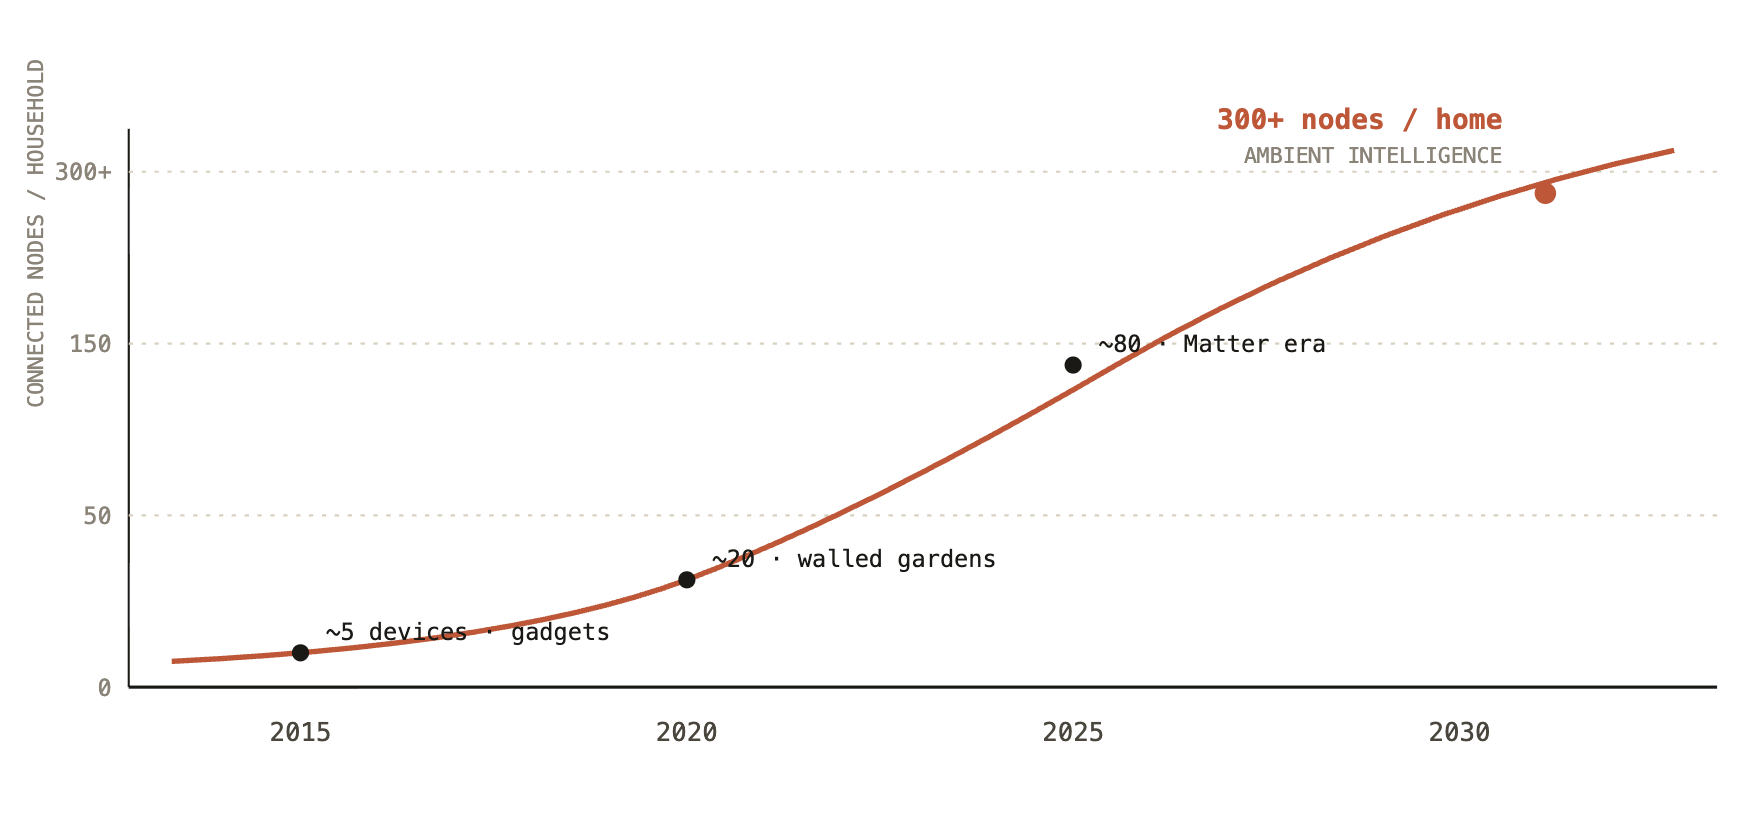 CONNECTED NODES / HOUSEHOLD
300+ nodes / home
AMBIENT INTELLIGENCE
300+
150
~80 · Matter era
50
~20 · walled gardens
~5 devices · gadgets
0
2015
2020
2025
2030